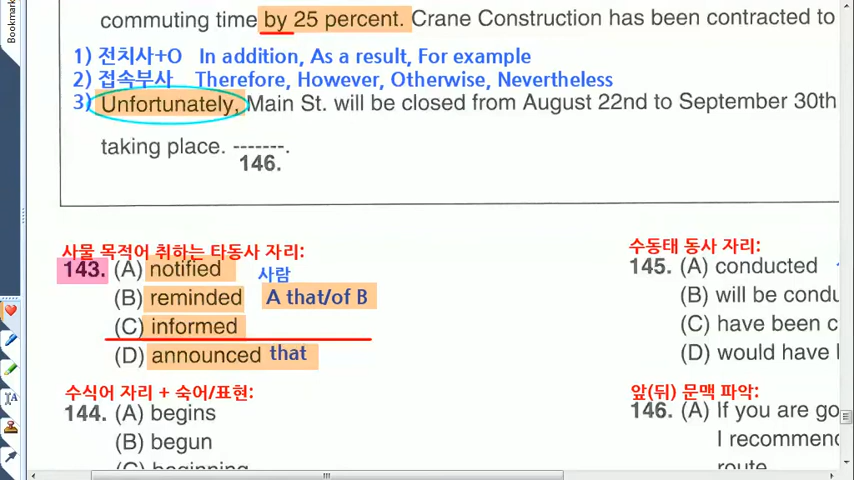 Bookmarks
commuting time by 25 percent. Crane Construction has been contracted to
1) 전치사+O In addition, As a result, For example
2) 접속부사 Therefore, However, Otherwise, Nevertheless
3) Unfortunately, Main St. will be closed from August 22nd to September 30th
taking place. -------.
146.
사물 목적어 취하는 타동사 자리:
143. (A) notified
사람
(B) reminded A that/of B
(C) informed
(D) announced that
수동태 동사 자리:
145. (A) conducted
(B) will be condu
(C) have been c
(D) would have
수식어 자리 + 숙어/표현:
144. (A) begins
(B) begun
(C) beginning
앞(뒤) 문맥 파악:
146. (A) If you are go
I recommen
route.